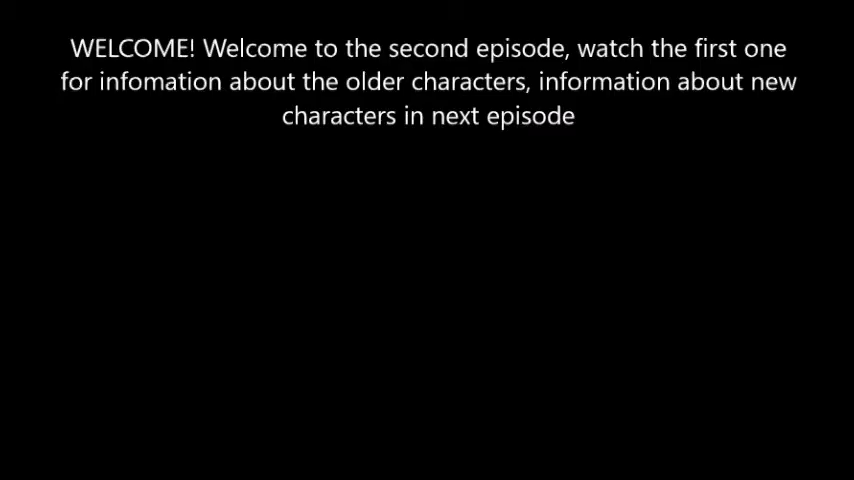 WELCOME! Welcome to the second episode, watch the first one
for infomation about the older characters, information about new
characters in next episode